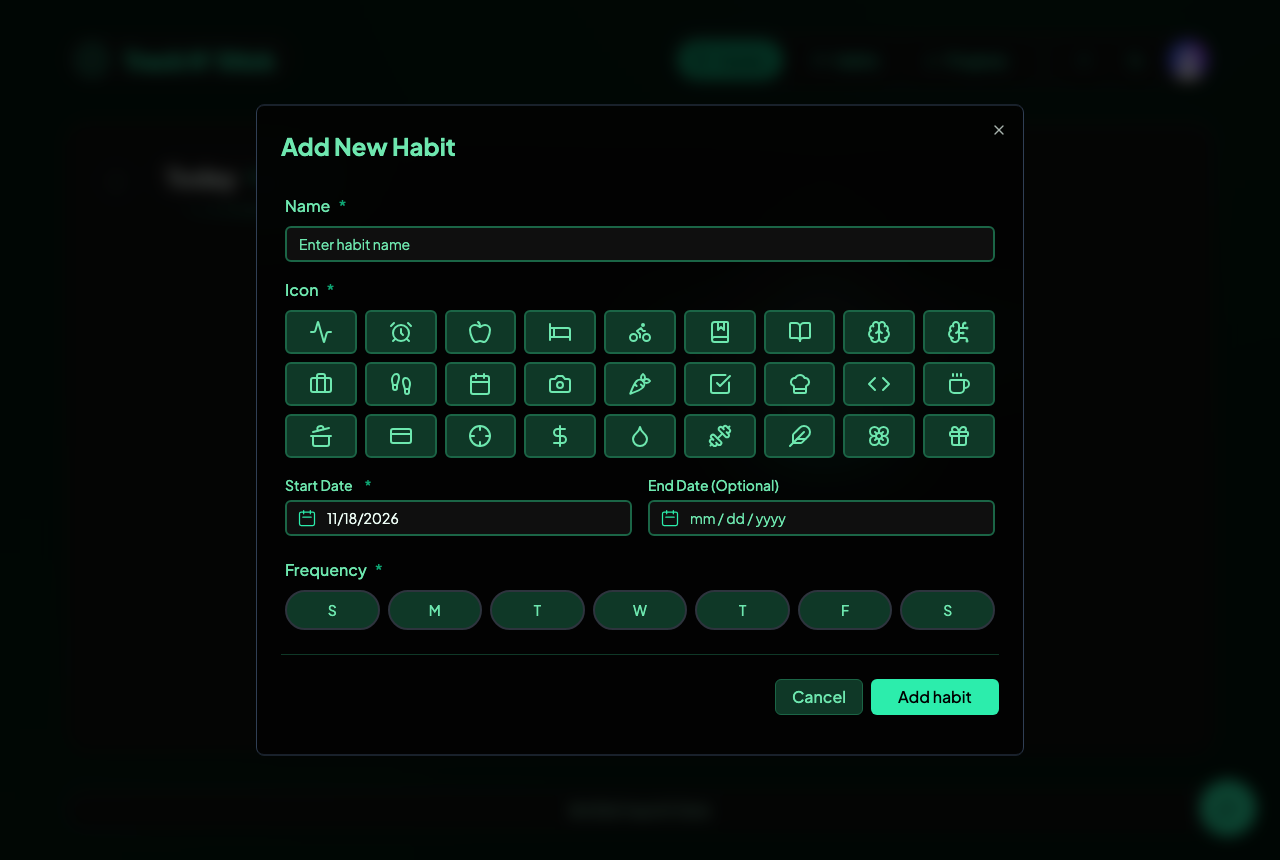 Today
Add New Habit
Name *
Enter habit name
Icon *
Start Date *
End Date (Optional)
11/18/2026
mm / dd / yyyy
Frequency *
S M T W T F S
Cancel
Add habit